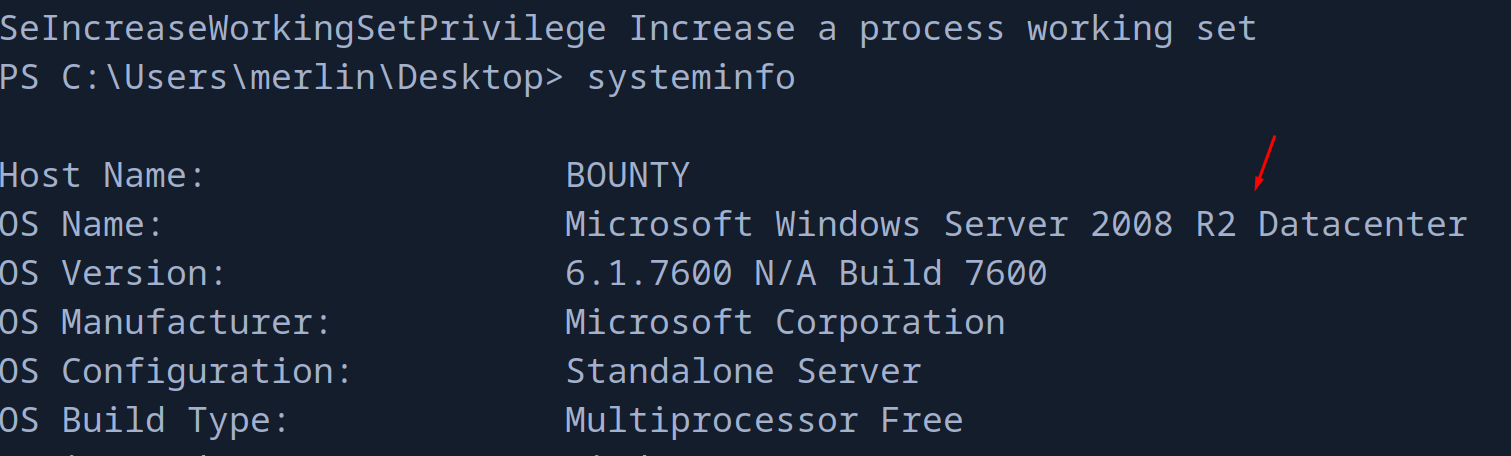 SeIncreaseWorkingSetPrivilege Increase a process working set
PS C:\Users\merlin\Desktop> systeminfo
Host Name: BOUNTY
OS Name: Microsoft Windows Server 2008 R2 Datacenter
OS Version: 6.1.7600 N/A Build 7600
OS Manufacturer: Microsoft Corporation
OS Configuration: Standalone Server
OS Build Type: Multiprocessor Free